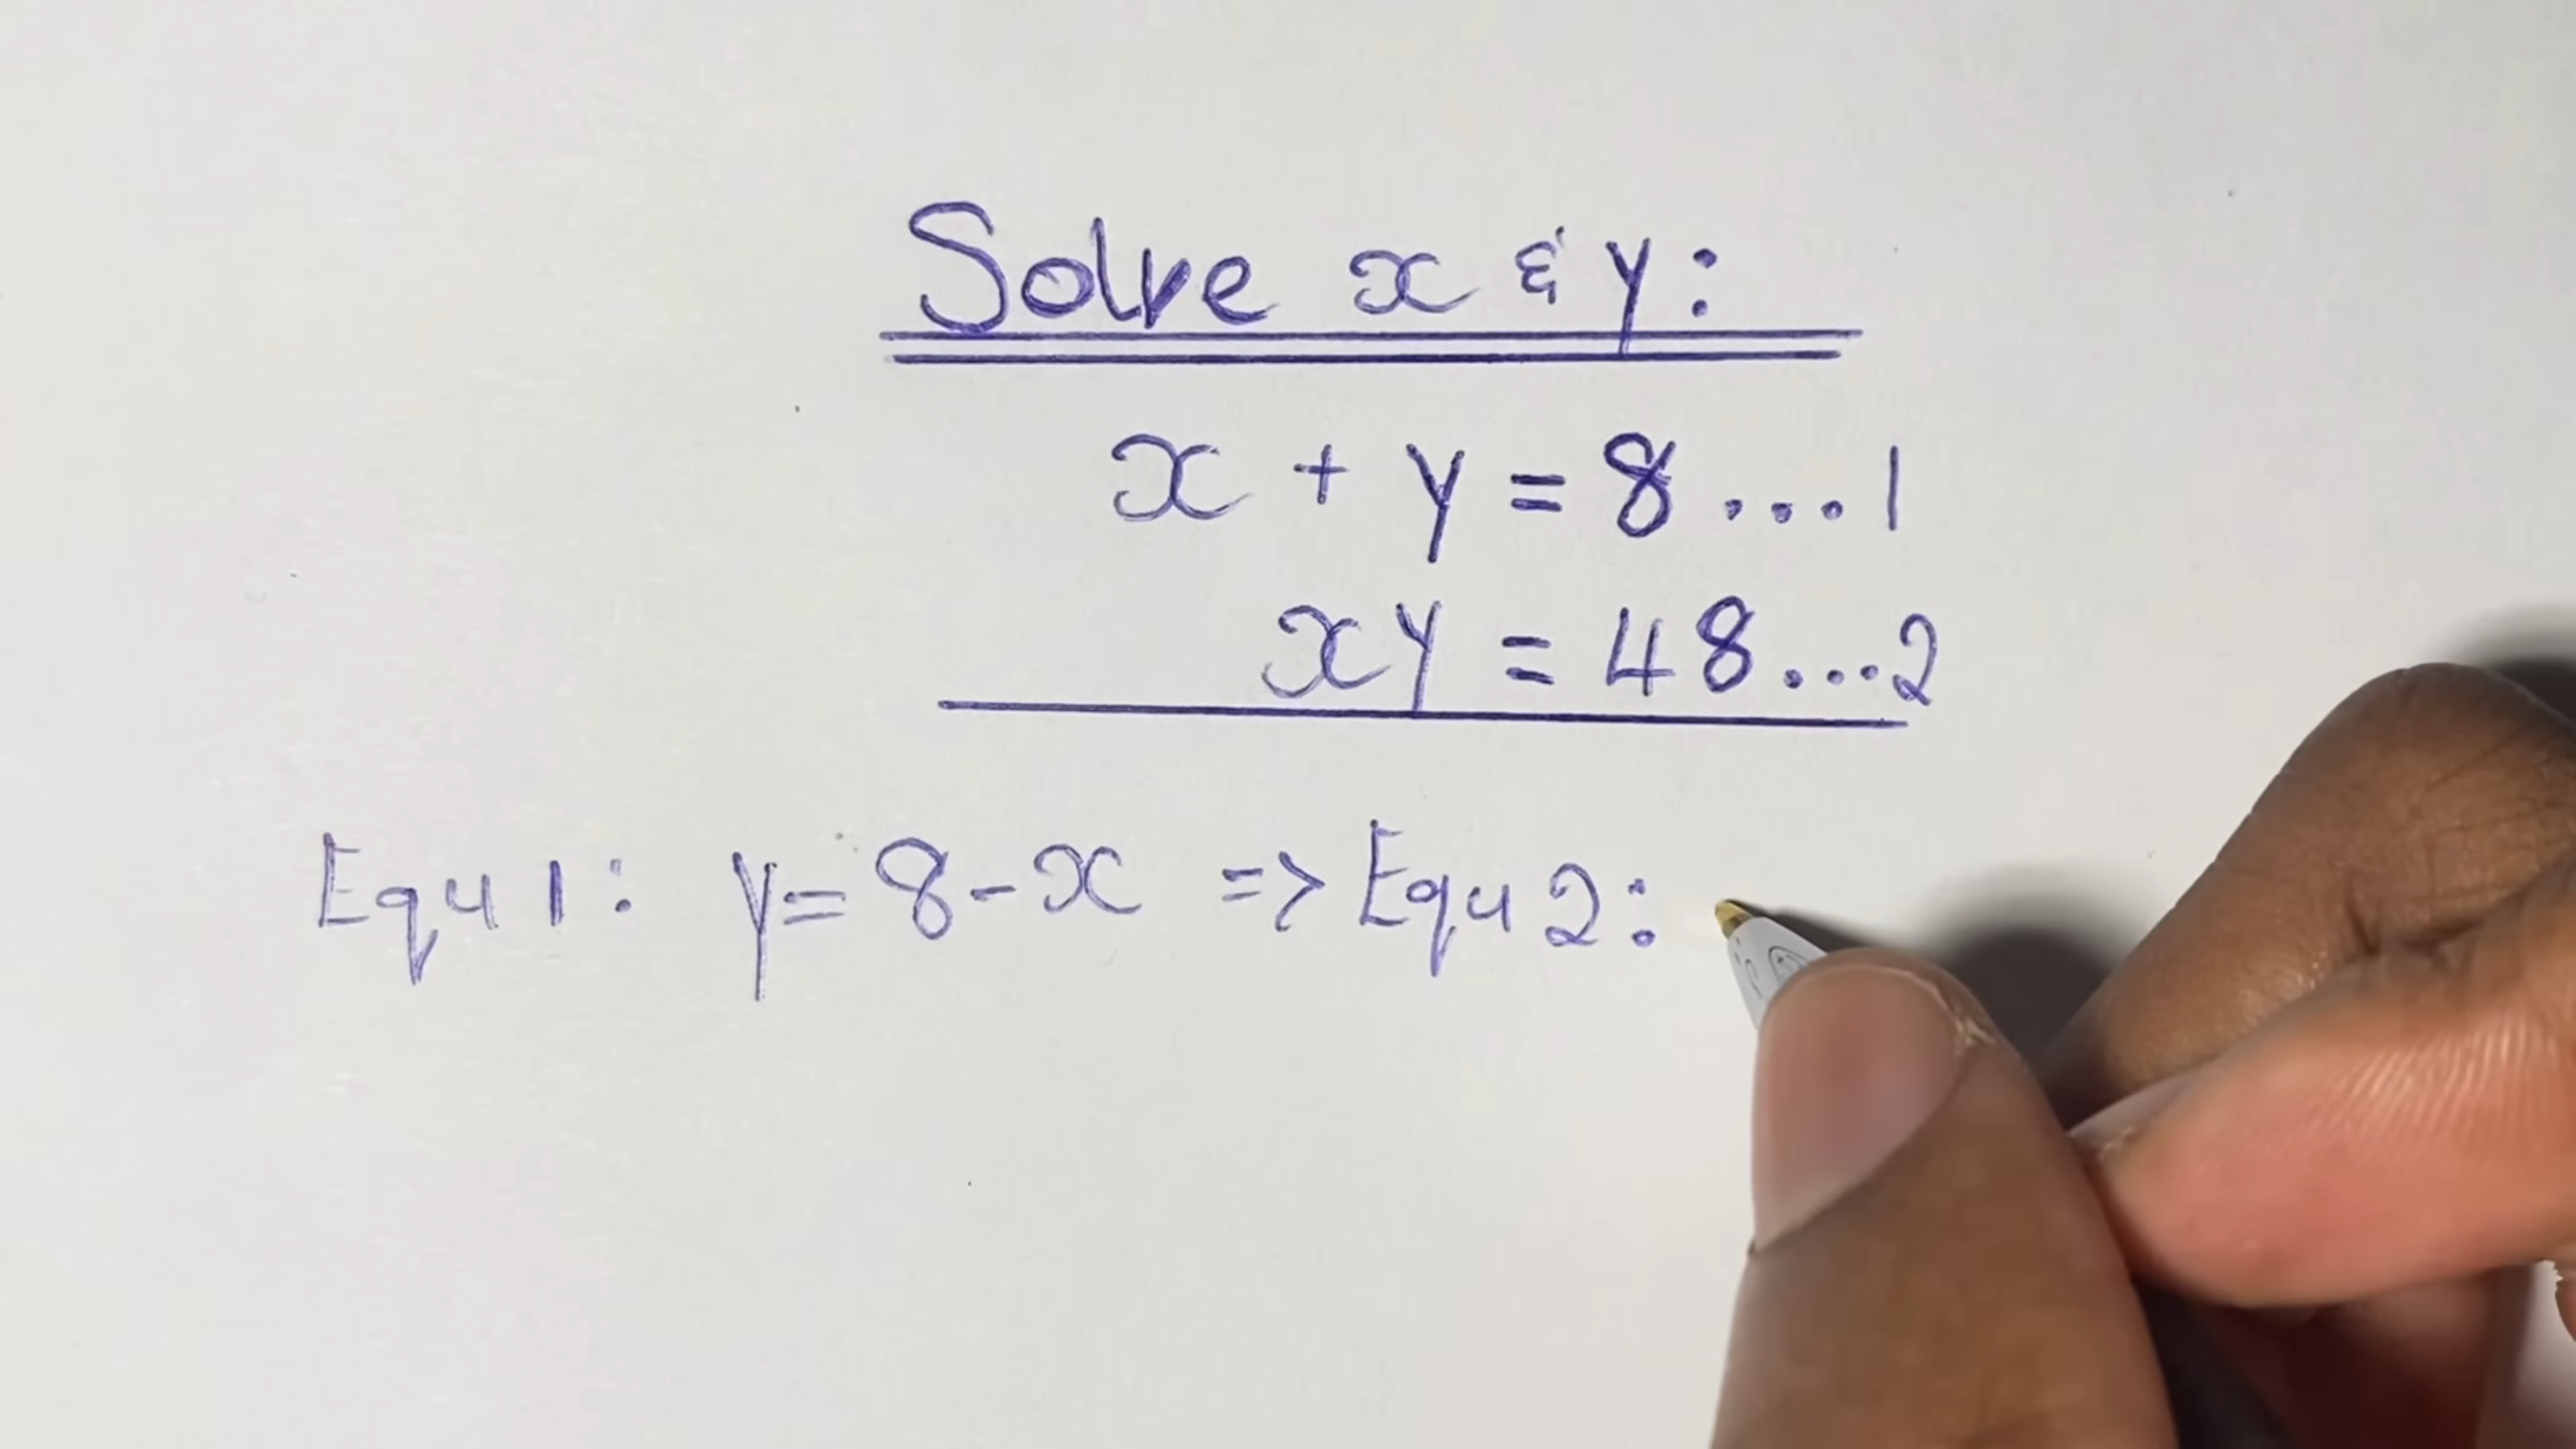 Solve x & y:
x + y = 8 ... 1
xy = 48 ... 2
Equ 1: y = 8 - x => Equ 2: